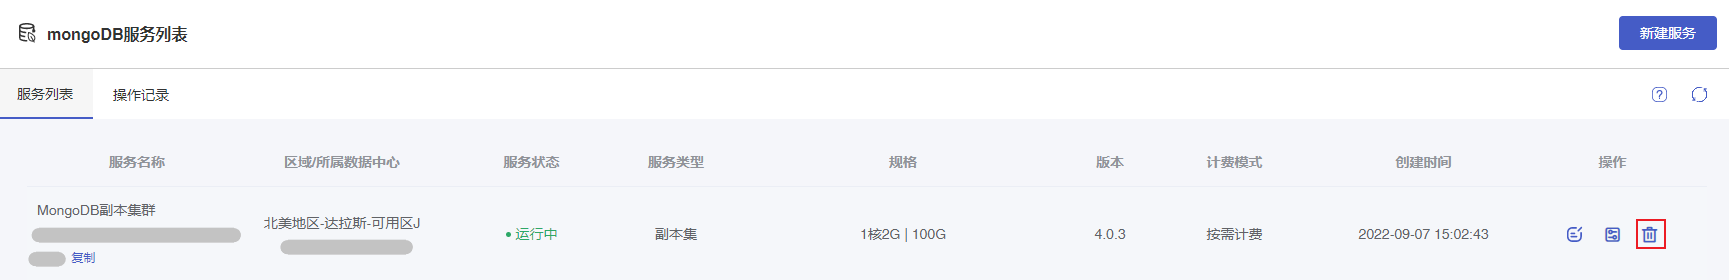 mongoDB服务列表
新建服务
服务列表 操作记录
服务名称 区域/所属数据中心 服务状态 服务类型 规格 版本 计费模式 创建时间 操作
MongoDB副本集群
北美地区-达拉斯-可用区J
运行中 副本集 1核2G | 100G 4.0.3 按需计费 2022-09-07 15:02:43
复制